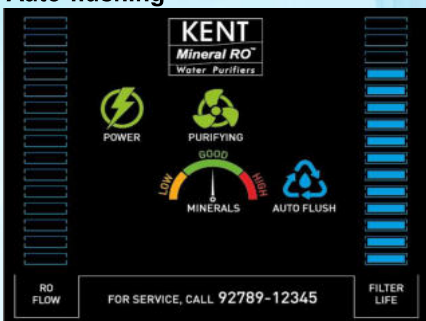 Auto flushing
KENT
Mineral RO™
Water Purifiers
POWER
PURIFYING
LOW
GOOD
HIGH
MINERALS
AUTO FLUSH
RO
FLOW
FOR SERVICE, CALL 92789-12345
FILTER
LIFE